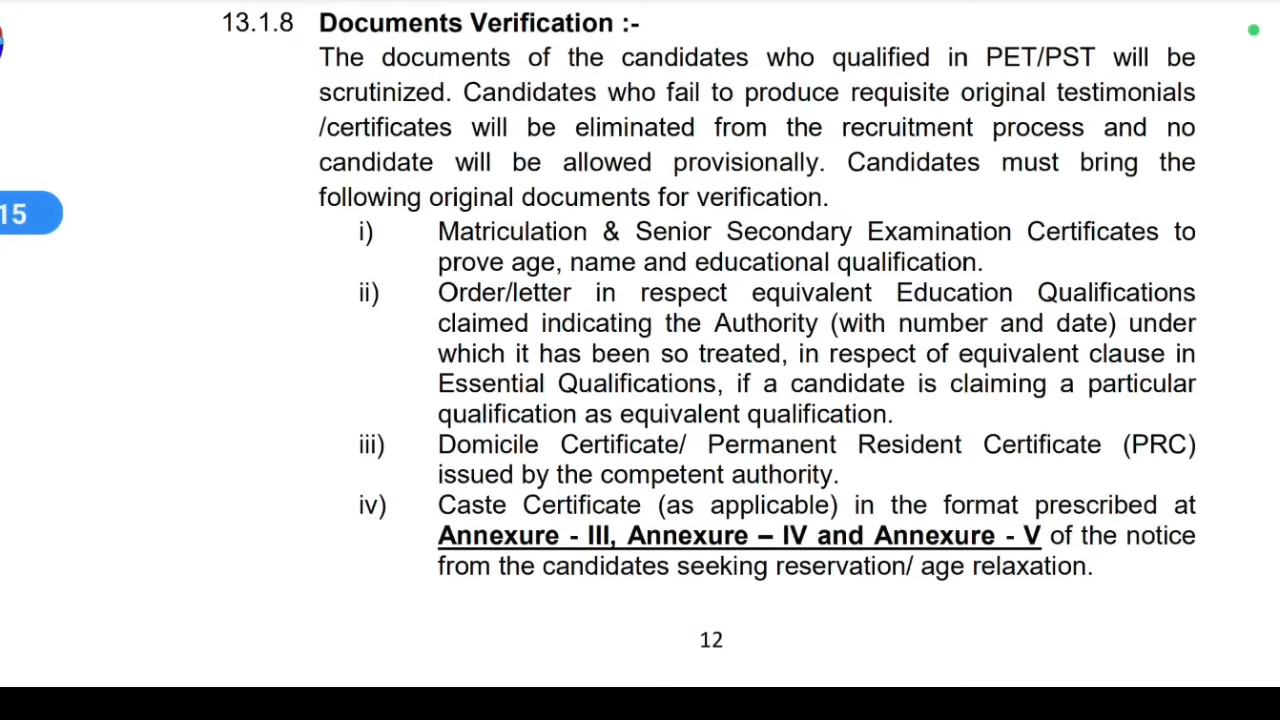 13.1.8 Documents Verification :-
The documents of the candidates who qualified in PET/PST will be
scrutinized. Candidates who fail to produce requisite original testimonials
/certificates will be eliminated from the recruitment process and no
candidate will be allowed provisionally. Candidates must bring the
following original documents for verification.
15
i) Matriculation & Senior Secondary Examination Certificates to
prove age, name and educational qualification.
ii) Order/letter in respect equivalent Education Qualifications
claimed indicating the Authority (with number and date) under
which it has been so treated, in respect of equivalent clause in
Essential Qualifications, if a candidate is claiming a particular
qualification as equivalent qualification.
iii) Domicile Certificate/ Permanent Resident Certificate (PRC)
issued by the competent authority.
iv) Caste Certificate (as applicable) in the format prescribed at
Annexure - III, Annexure – IV and Annexure - V of the notice
from the candidates seeking reservation/ age relaxation.
12